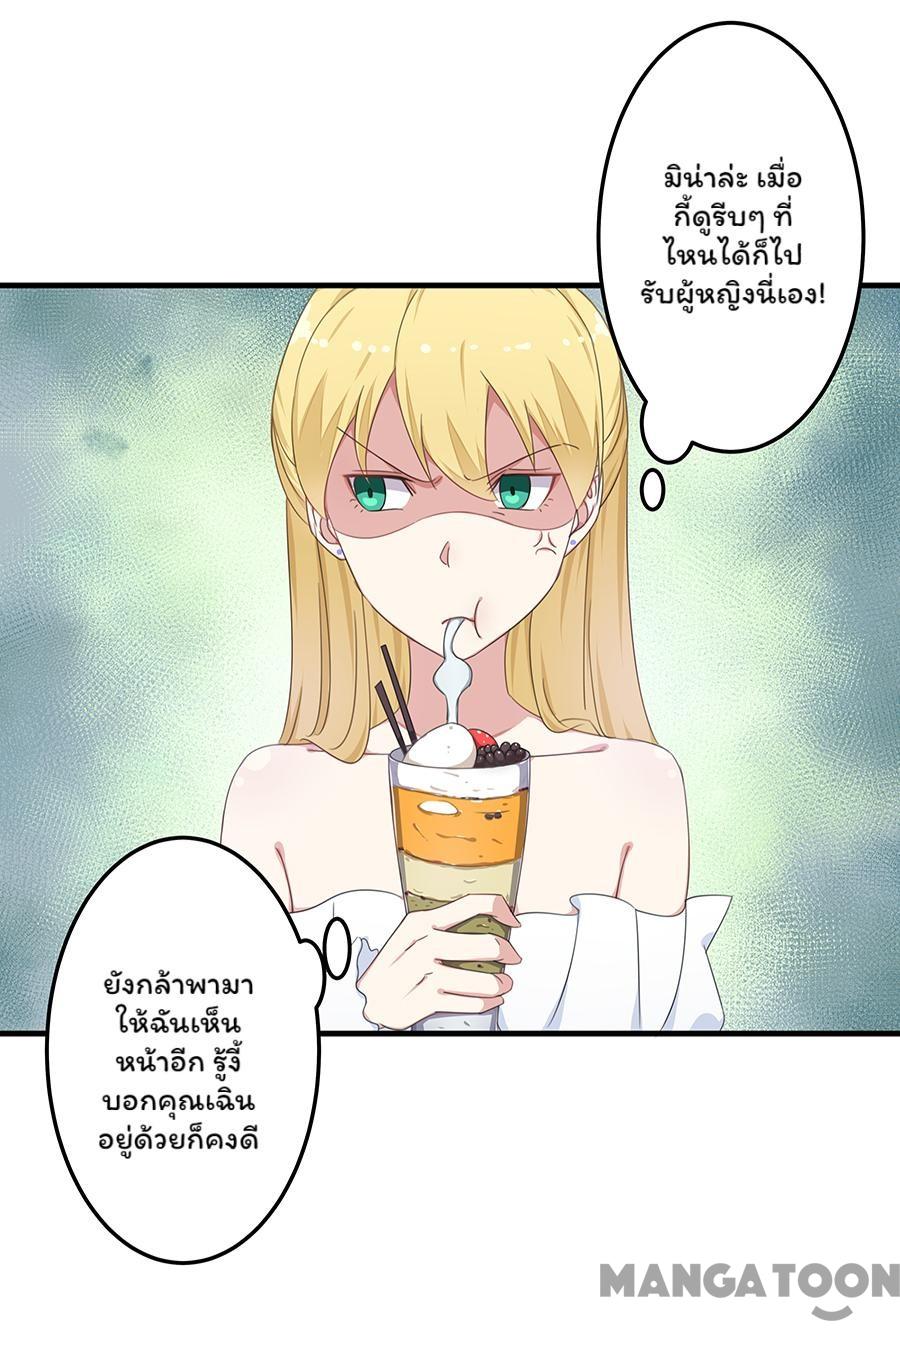 มิน่าล่ะ เมื่อ
กี้ดูรีบๆ ที่
ไหนได้ก็ไป
รับผู้หญิงนี่เอง!
ยังกล้าพามา
ให้ฉันเห็น
หน้าอีก รู้งี้
บอกคุณเฉิน
อยู่ด้วยก็คงดี
MANGATOON